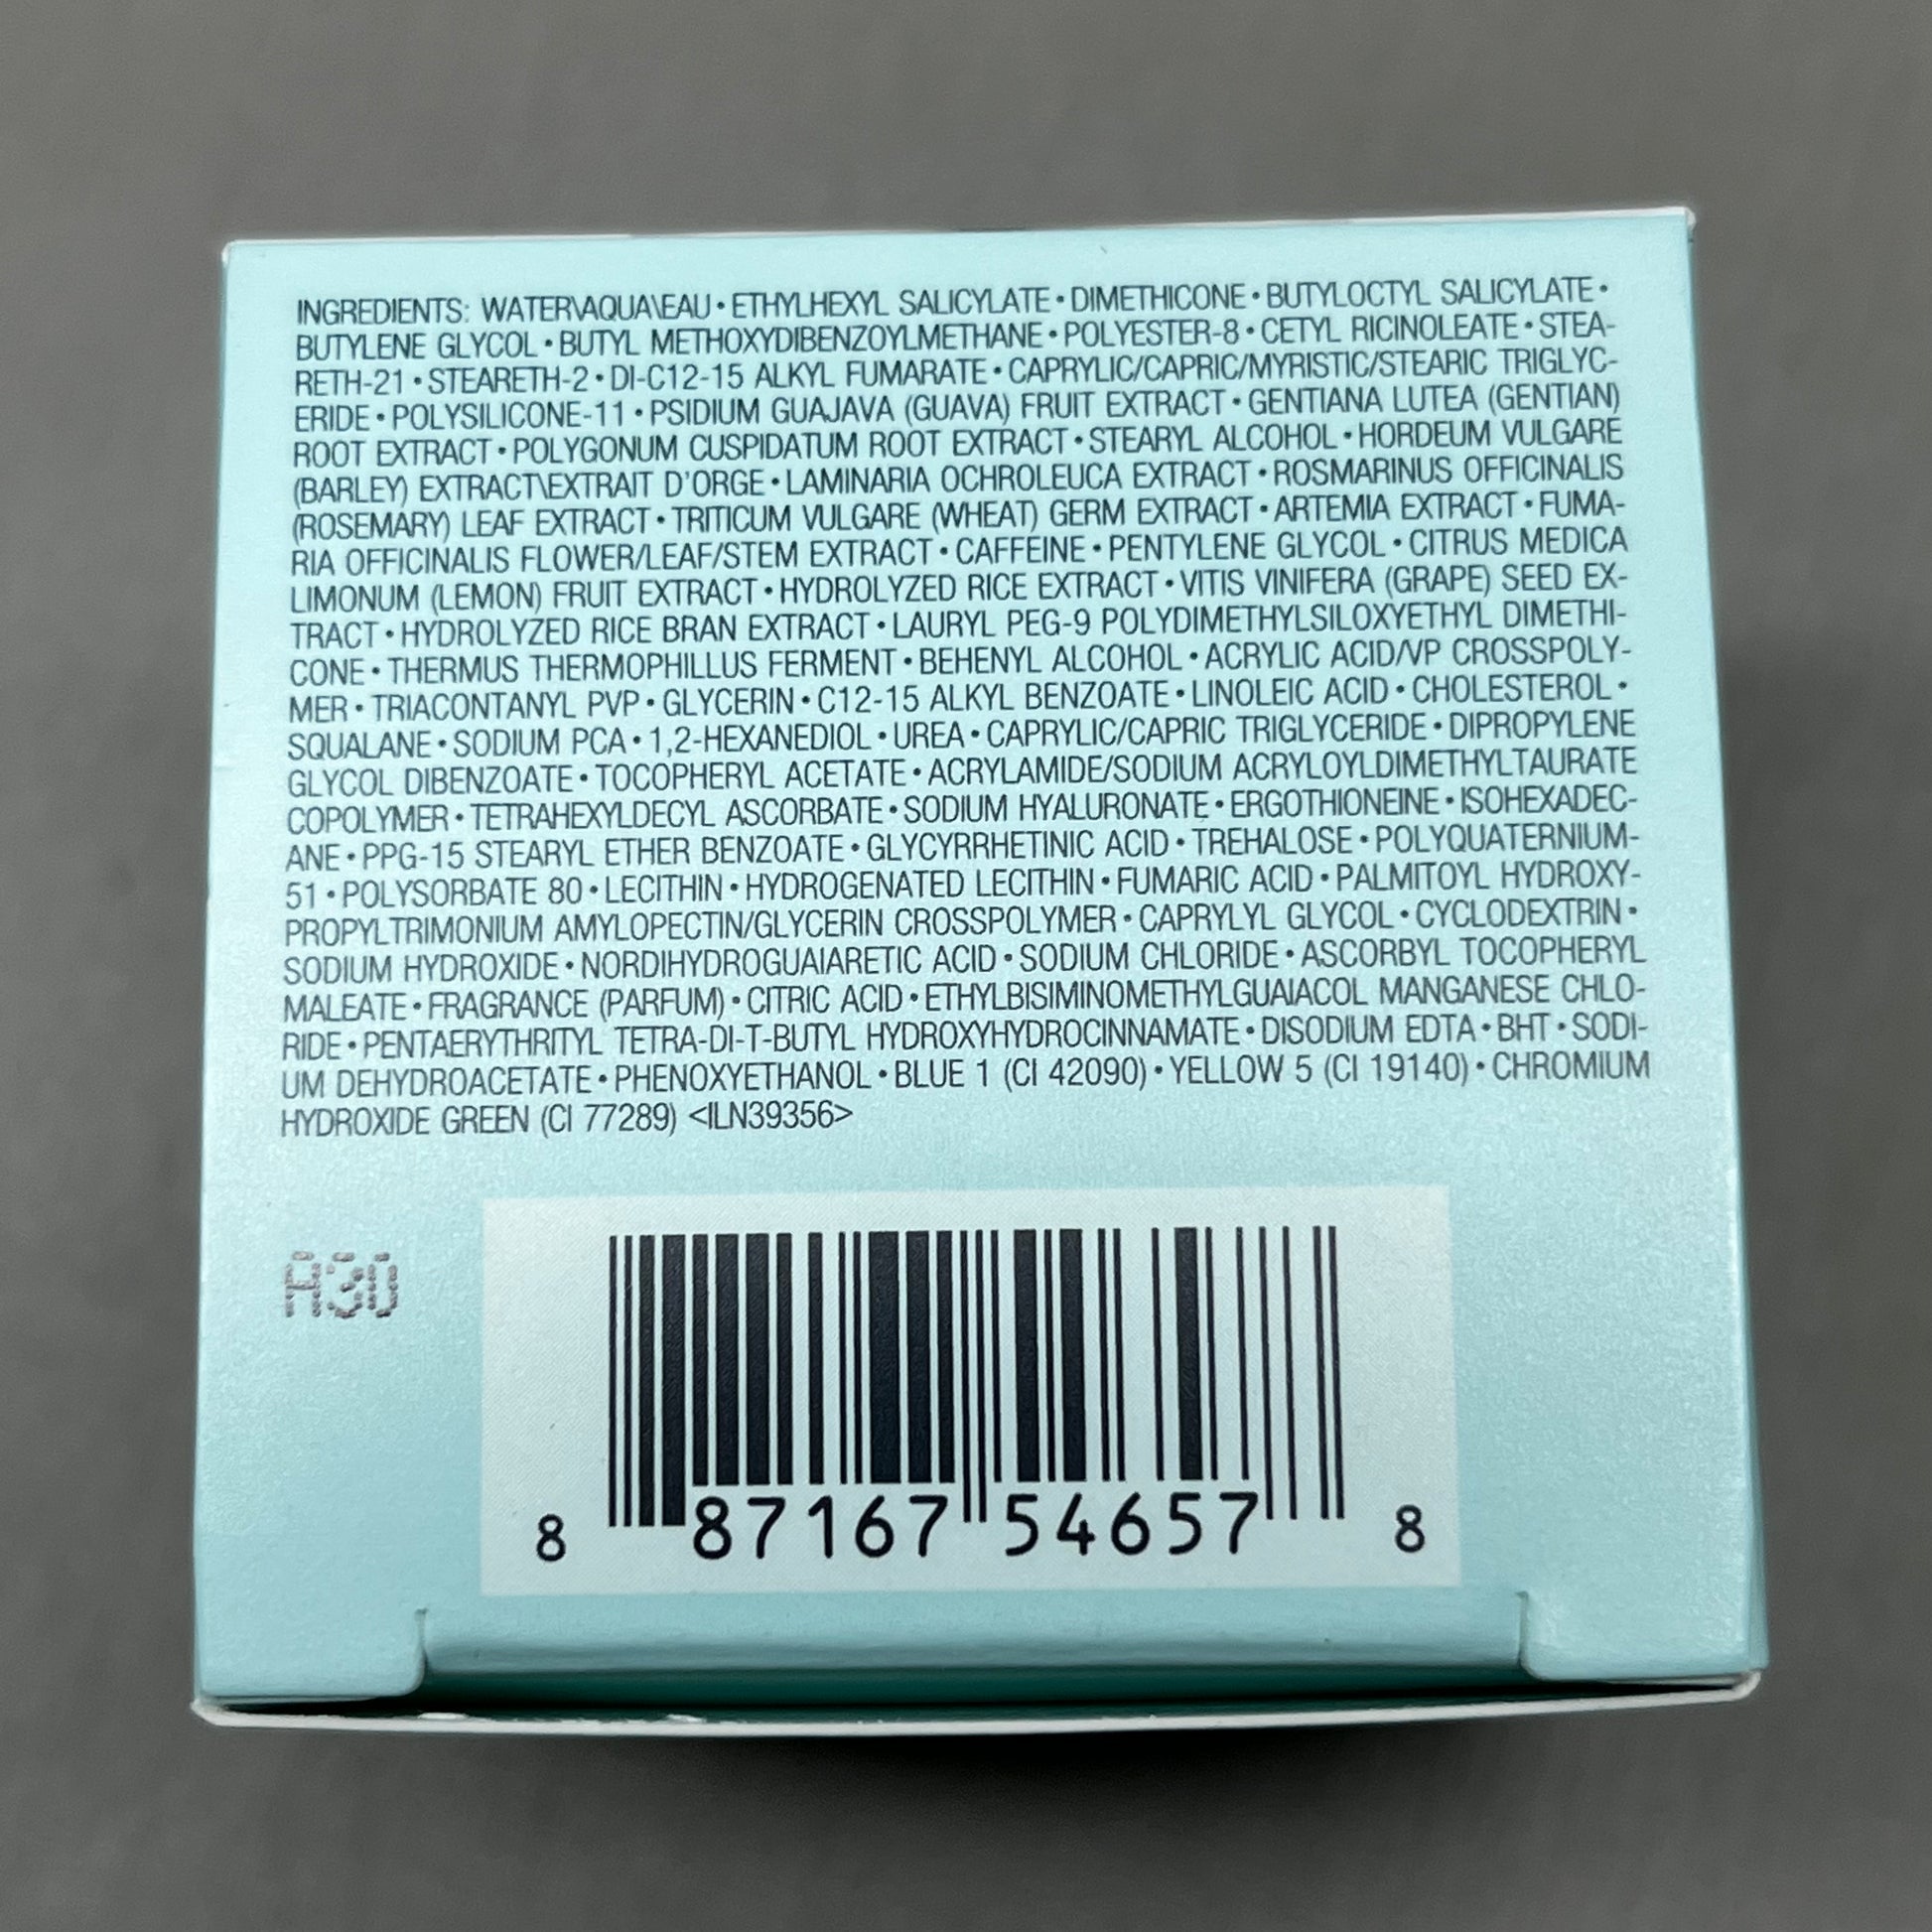 INGREDIENTS: WATER\AQUA\EAU • ETHYLHEXYL SALICYLATE • DIMETHICONE • BUTYLOCTYL SALICYLATE •
BUTYLENE GLYCOL • BUTYL METHOXYDIBENZOYLMETHANE • POLYESTER-8 • CETYL RICINOLEATE • STEA-
RETH-21 • STEARETH-2 • DI-C12-15 ALKYL FUMARATE • CAPRYLIC/CAPRIC/MYRISTIC/STEARIC TRIGLYC-
ERIDE • POLYSILICONE-11 • PSIDIUM GUAJAVA (GUAVA) FRUIT EXTRACT • GENTIANA LUTEA (GENTIAN)
ROOT EXTRACT • POLYGONUM CUSPIDATUM ROOT EXTRACT • STEARYL ALCOHOL • HORDEUM VULGARE
(BARLEY) EXTRACT\EXTRAIT D'ORGE • LAMINARIA OCHROLEUCA EXTRACT • ROSMARINUS OFFICINALIS
(ROSEMARY) LEAF EXTRACT • TRITICUM VULGARE (WHEAT) GERM EXTRACT • ARTEMIA EXTRACT • FUMA-
RIA OFFICINALIS FLOWER/LEAF/STEM EXTRACT • CAFFEINE • PENTYLENE GLYCOL • CITRUS MEDICA
LIMONUM (LEMON) FRUIT EXTRACT • HYDROLYZED RICE EXTRACT • VITIS VINIFERA (GRAPE) SEED EX-
TRACT • HYDROLYZED RICE BRAN EXTRACT • LAURYL PEG-9 POLYDIMETHYLSILOXYETHYL DIMETHI-
CONE • THERMUS THERMOPHILLUS FERMENT • BEHENYL ALCOHOL • ACRYLIC ACID/VP CROSSPOLY-
MER • TRIACONTANYL PVP • GLYCERIN • C12-15 ALKYL BENZOATE • LINOLEIC ACID • CHOLESTEROL •
SQUALANE • SODIUM PCA • 1,2-HEXANEDIOL • UREA • CAPRYLIC/CAPRIC TRIGLYCERIDE • DIPROPYLENE
GLYCOL DIBENZOATE • TOCOPHERYL ACETATE • ACRYLAMIDE/SODIUM ACRYLOYLDIMETHYLTAURATE
COPOLYMER • TETRAHEXYLDECYL ASCORBATE • SODIUM HYALURONATE • ERGOTHIONEINE • ISOHEXADEC-
ANE • PPG-15 STEARYL ETHER BENZOATE • GLYCYRRHETINIC ACID • TREHALOSE • POLYQUATERNIUM-
51 • POLYSORBATE 80 • LECITHIN • HYDROGENATED LECITHIN • FUMARIC ACID • PALMITOYL HYDROXY-
PROPYLTRIMONIUM AMYLOPECTIN/GLYCERIN CROSSPOLYMER • CAPRYLYL GLYCOL • CYCLODEXTRIN •
SODIUM HYDROXIDE • NORDIHYDROGUAIARETIC ACID • SODIUM CHLORIDE • ASCORBYL TOCOPHERYL
MALEATE • FRAGRANCE (PARFUM) • CITRIC ACID • ETHYLBISIMINOMETHYLGUAIACOL MANGANESE CHLO-
RIDE • PENTAERYTHRITYL TETRA-DI-T-BUTYL HYDROXYHYDROCINNAMATE • DISODIUM EDTA • BHT • SODI-
UM DEHYDROACETATE • PHENOXYETHANOL • BLUE 1 (CI 42090) • YELLOW 5 (CI 19140) • CHROMIUM
HYDROXIDE GREEN (CI 77289) <ILN39356>
A30
8 87167 54657 8